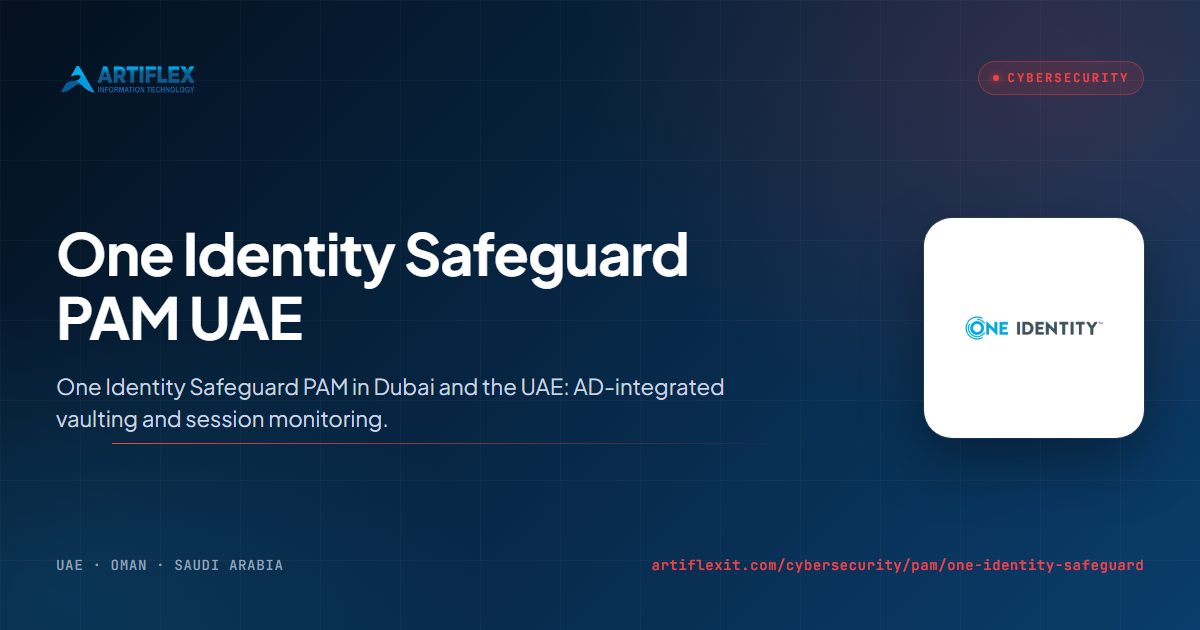 ARTIFLEX
INFORMATION TECHNOLOGY
CYBERSECURITY
One Identity Safeguard
PAM UAE
One Identity Safeguard PAM in Dubai and the UAE: AD-integrated
vaulting and session monitoring.
ONE IDENTITY™
UAE · OMAN · SAUDI ARABIA
artiflexit.com/cybersecurity/pam/one-identity-safeguard